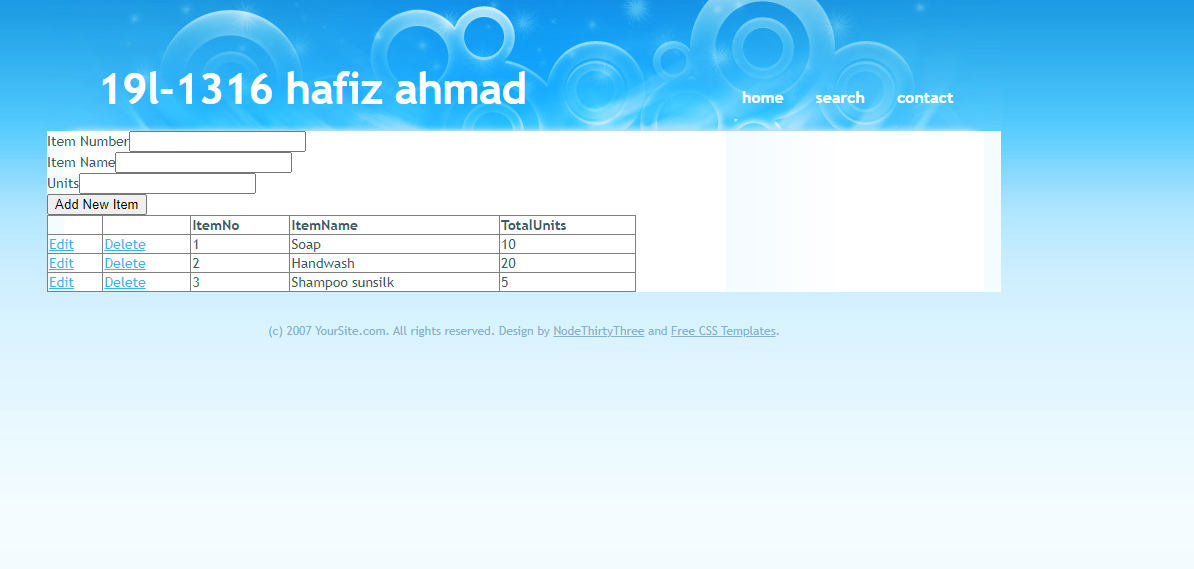 19l-1316 hafiz ahmad
home search contact
Item Number
Item Name
Units
Add New Item
ItemNo ItemName TotalUnits
Edit Delete 1 Soap 10
Edit Delete 2 Handwash 20
Edit Delete 3 Shampoo sunsilk 5
(c) 2007 YourSite.com. All rights reserved. Design by NodeThirtyThree and Free CSS Templates.